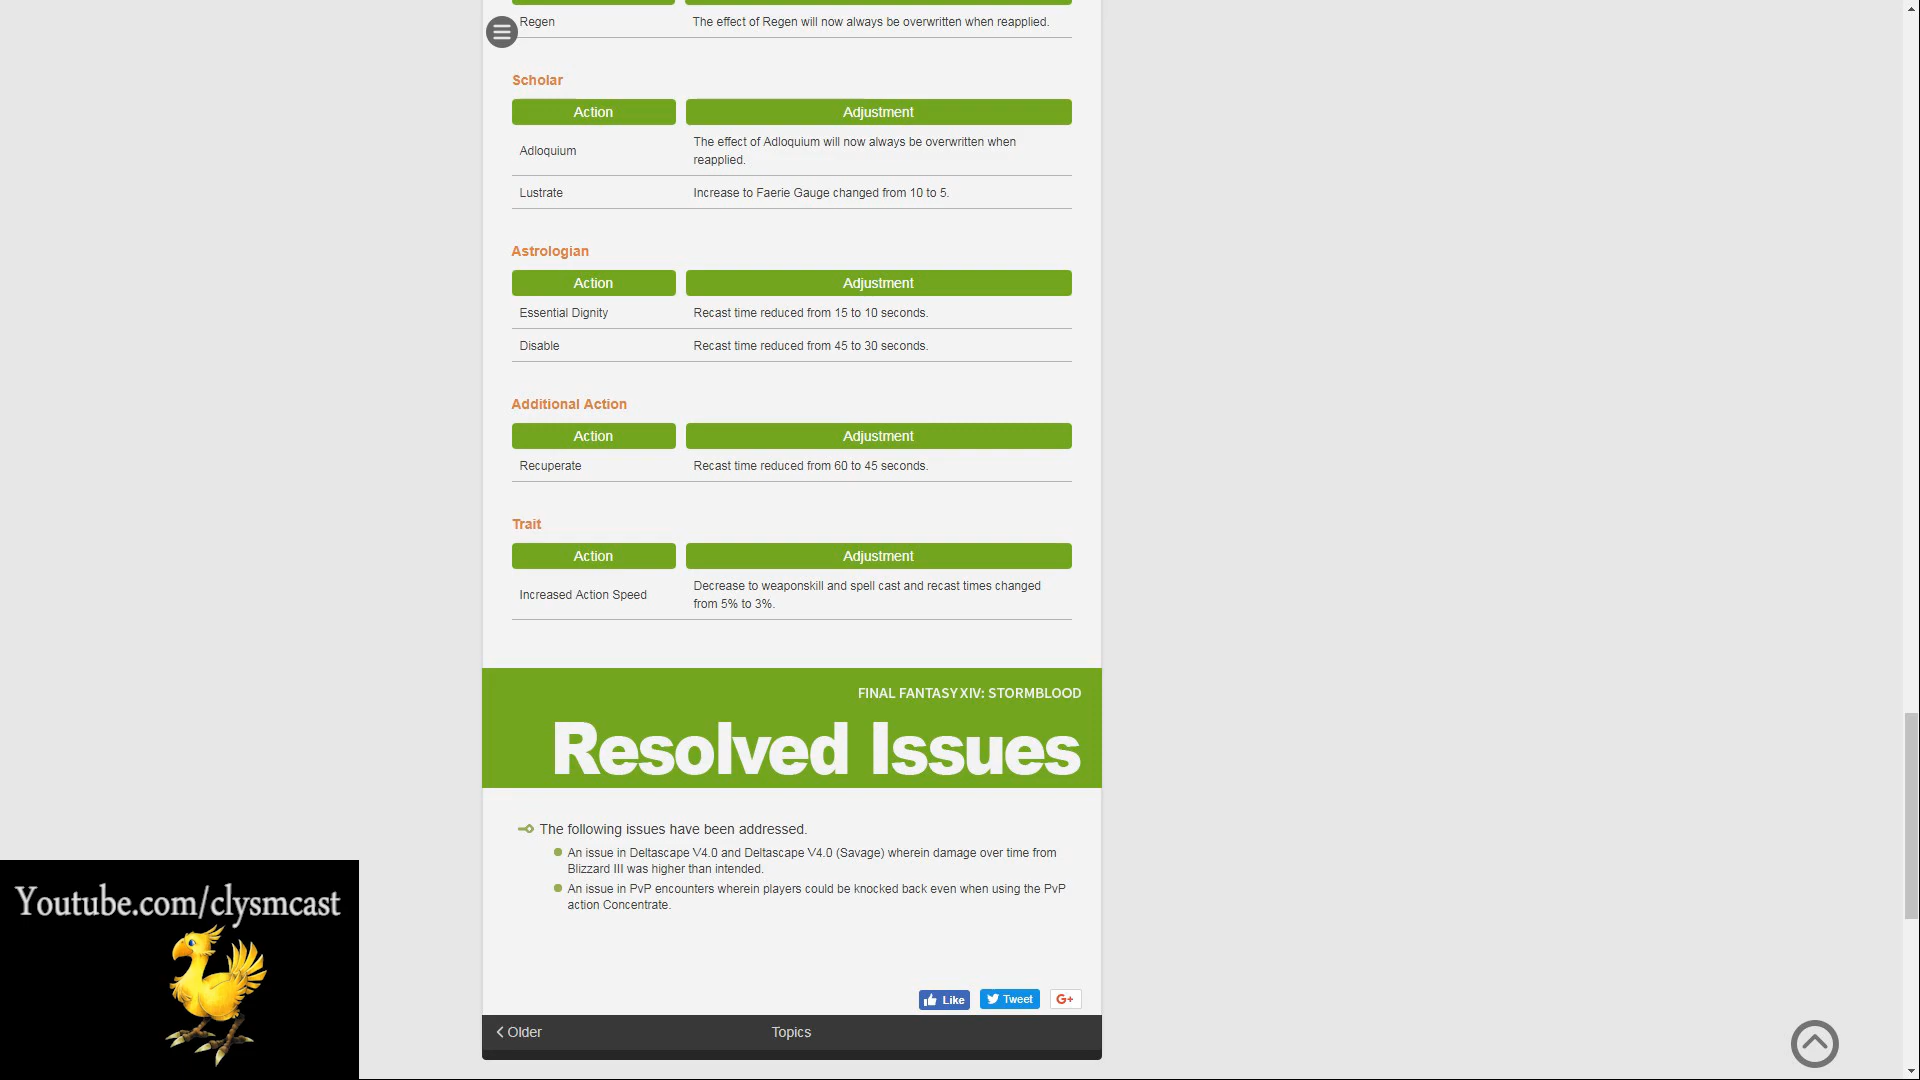 Regen The effect of Regen will now always be overwritten when reapplied.
Scholar
Action Adjustment
Adloquium The effect of Adloquium will now always be overwritten when
reapplied.
Lustrate Increase to Faerie Gauge changed from 10 to 5.
Astrologian
Action Adjustment
Essential Dignity Recast time reduced from 15 to 10 seconds.
Disable Recast time reduced from 45 to 30 seconds.
Additional Action
Action Adjustment
Recuperate Recast time reduced from 60 to 45 seconds.
Trait
Action Adjustment
Increased Action Speed Decrease to weaponskill and spell cast and recast times changed
from 5% to 3%.
FINAL FANTASY XIV: STORMBLOOD
Resolved Issues
The following issues have been addressed.
An issue in Deltascape V4.0 and Deltascape V4.0 (Savage) wherein damage over time from
Blizzard III was higher than intended.
An issue in PvP encounters wherein players could be knocked back even when using the PvP
action Concentrate.
Youtube.com/clysmcast
Like Tweet G+
Older Topics